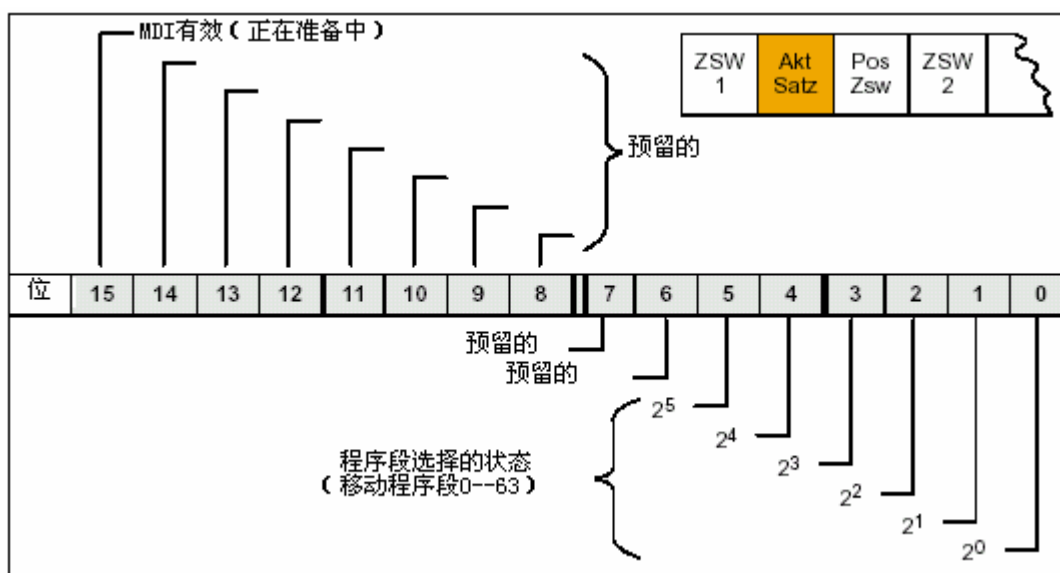 MDI有效(正在准备中)
ZSW 1
Akt Satz
Pos Zsw
ZSW 2
预留的
位 15 14 13 12 11 10 9 8 7 6 5 4 3 2 1 0
预留的
预留的
2⁵
2⁴
程序段选择的状态
(移动程序段0--63)
2³
2²
2¹
2⁰